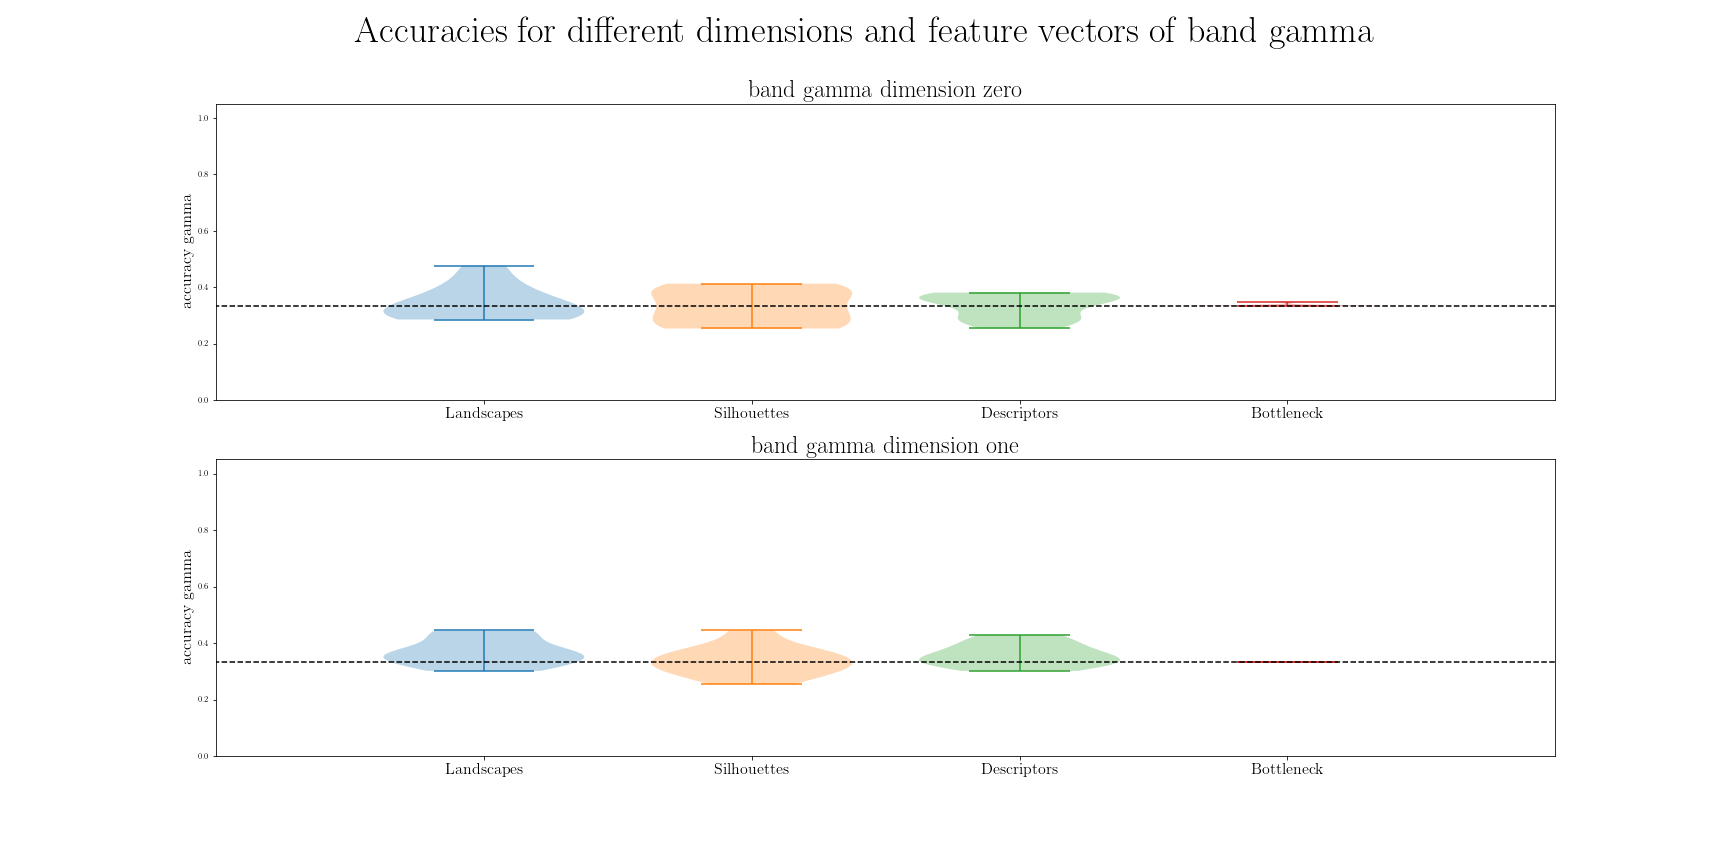 Accuracies for different dimensions and feature vectors of band gamma
band gamma dimension zero
1.0
0.8
0.6
0.4
0.2
0.0
accuracy gamma
Landscapes Silhouettes Descriptors Bottleneck
band gamma dimension one
1.0
0.8
0.6
0.4
0.2
0.0
accuracy gamma
Landscapes Silhouettes Descriptors Bottleneck